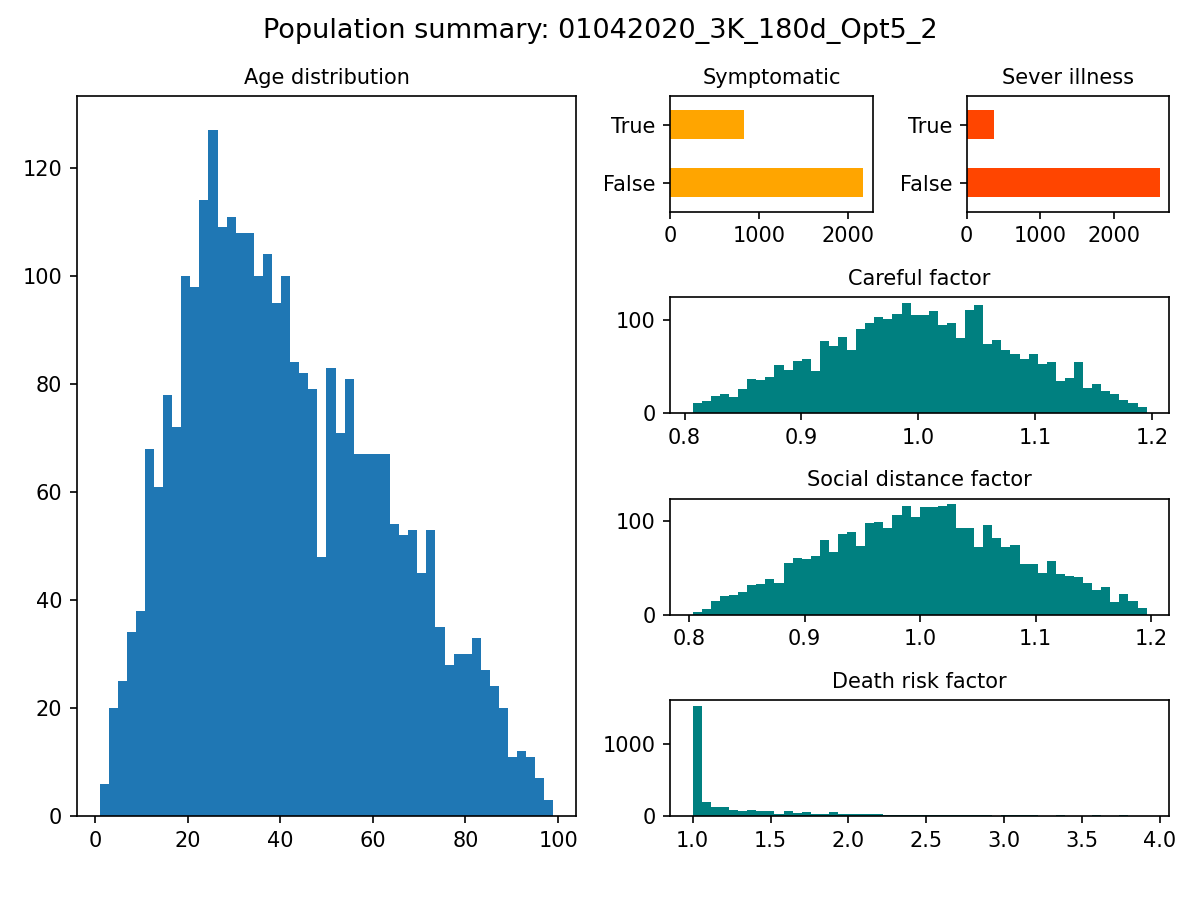 Population summary: 01042020_3K_180d_Opt5_2
Age distribution
120
100
80
60
40
20
0
0 20 40 60 80 100
Symptomatic
True
False
0 1000 2000
Sever illness
True
False
0 1000 2000
Careful factor
100
0
0.8 0.9 1.0 1.1 1.2
Social distance factor
100
0
0.8 0.9 1.0 1.1 1.2
Death risk factor
1000
0
1.0 1.5 2.0 2.5 3.0 3.5 4.0